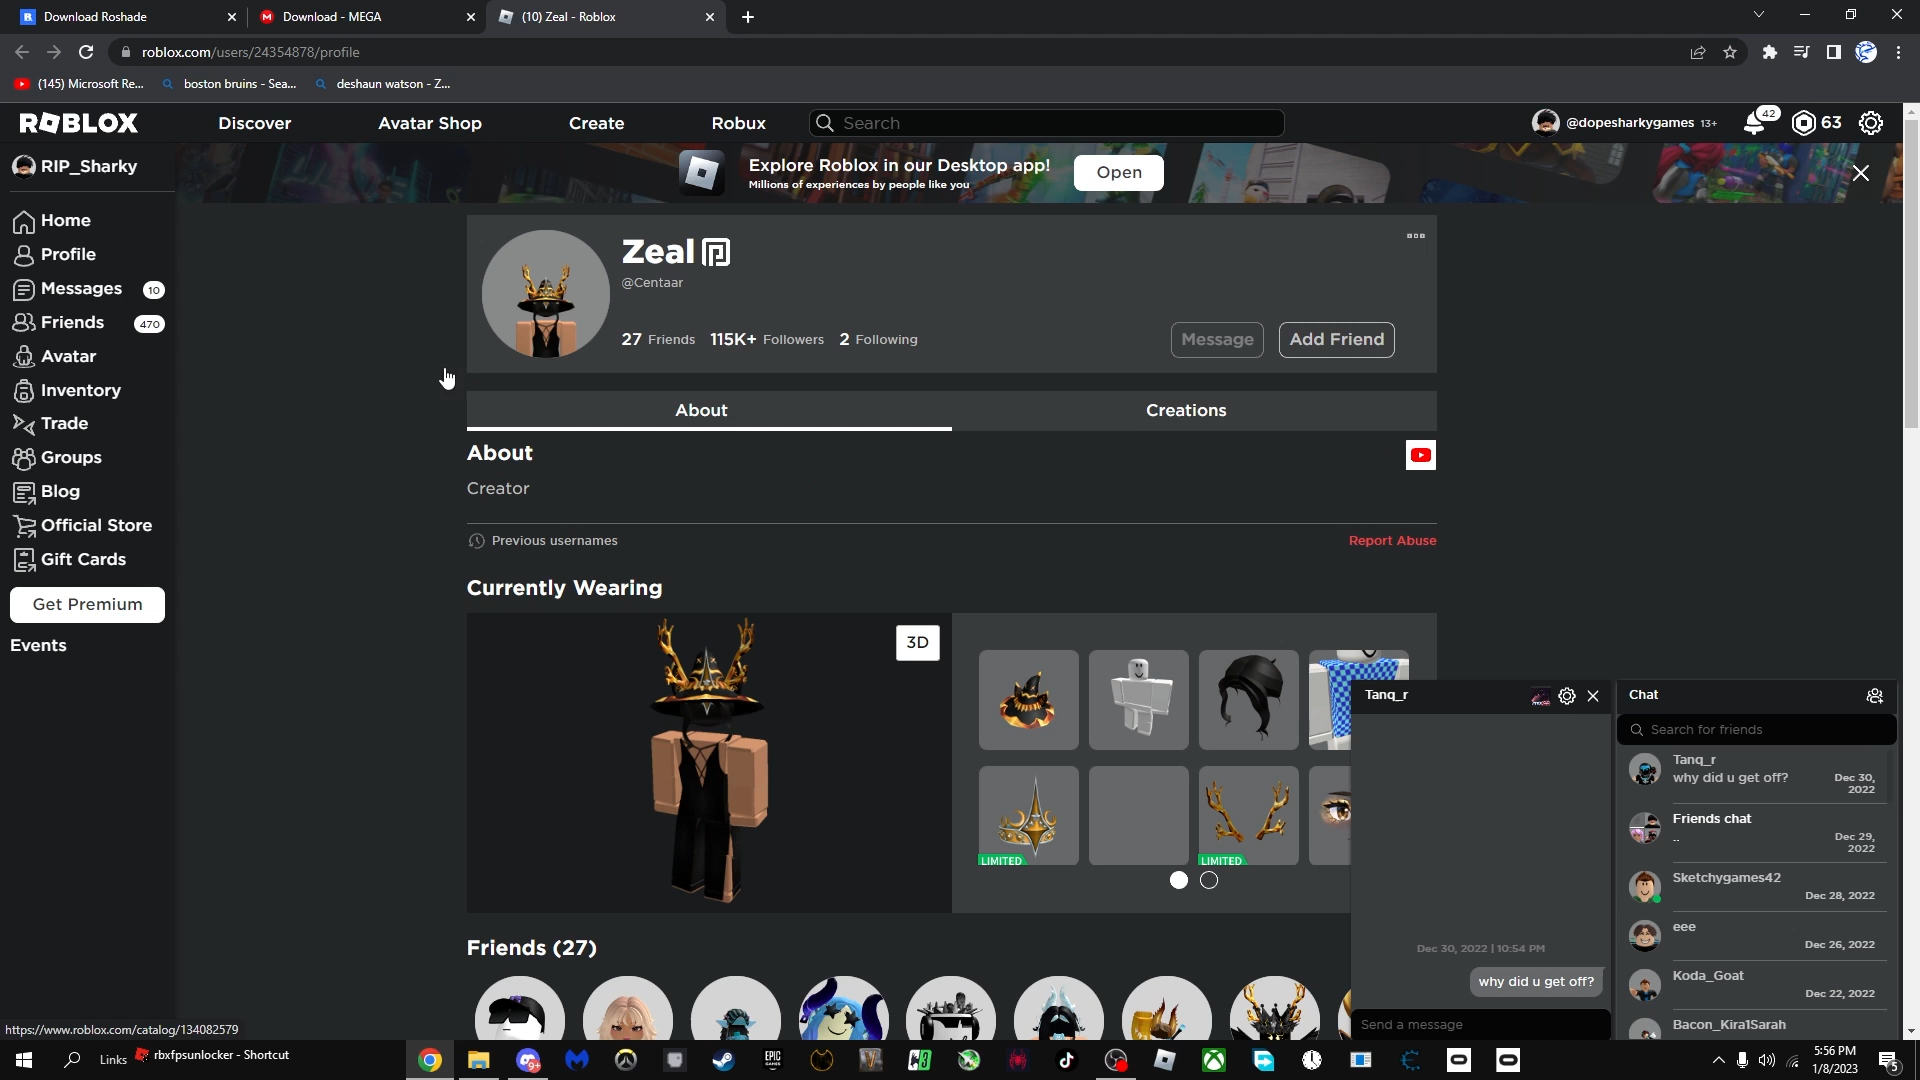 Download Roshade
Download - MEGA
(10) Zeal - Roblox
roblox.com/users/24354878/profile
(145) Microsoft Re...
boston bruins - Sea...
deshaun watson - Z...
ROBLOX
Discover
Avatar Shop
Create
Robux
Search
@dopesharkygames 13+
42
63
RIP_Sharky
Explore Roblox in our Desktop app!
Millions of experiences by people like you
Open
Home
Profile
Messages 10
Friends 470
Avatar
Inventory
Trade
Groups
Blog
Official Store
Gift Cards
Get Premium
Events
Zeal
@Centaar
27 Friends 115K+ Followers 2 Following
Message
Add Friend
About
Creations
About
Creator
Previous usernames
Report Abuse
Currently Wearing
3D
LIMITED
LIMITED
Friends (27)
Tanq_r
Dec 30, 2022 | 10:54 PM
why did u get off?
Send a message
Chat
Search for friends
Tanq_r
why did u get off?
Dec 30,
2022
Friends chat
..
Dec 29,
2022
Sketchygames42
Dec 28, 2022
eee
Dec 26, 2022
Koda_Goat
Dec 22, 2022
Bacon_Kira1Sarah
https://www.roblox.com/catalog/134082579
Links
rbxfpsunlocker - Shortcut
9+
EPIC
GAMES
5:56 PM
1/8/2023
5